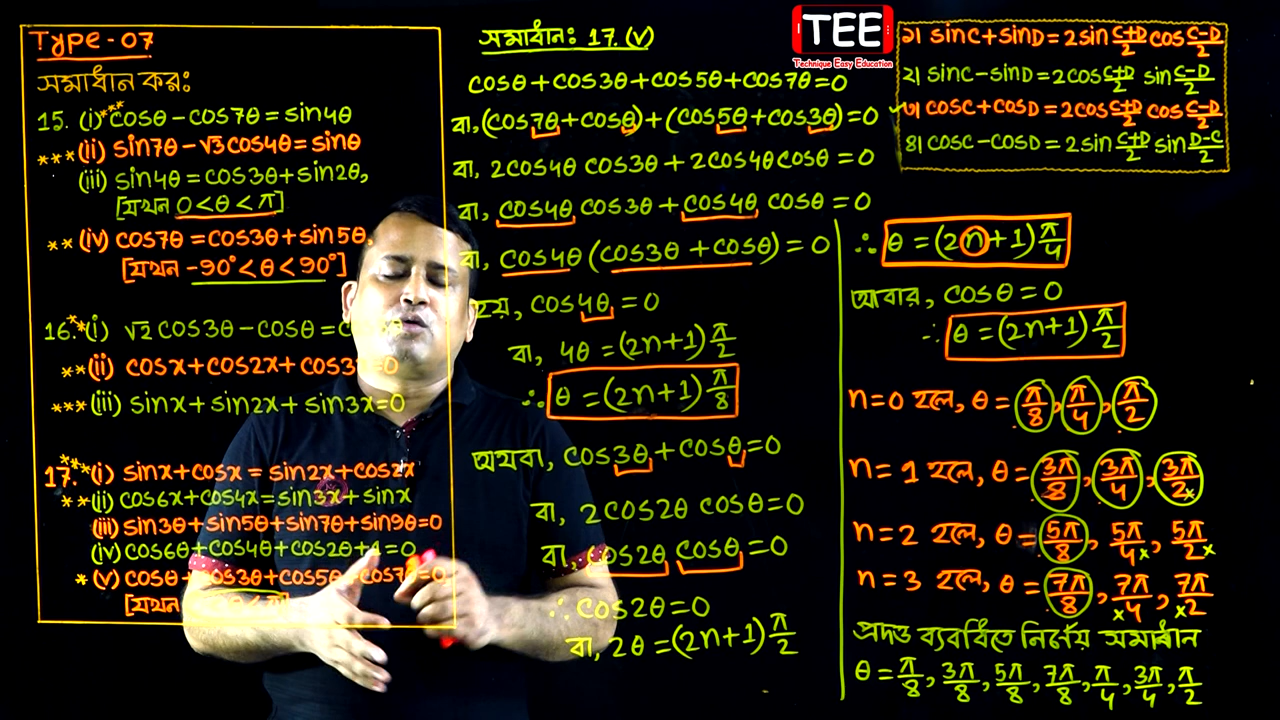 Type-07
সমাধান করঃ
15. (i)*** cosθ - cos7θ = sin4θ
***(ii) sin7θ - √3cos4θ = sinθ
(iii) sin4θ = cos3θ + sin2θ,
[যখন 0 < θ < π]
**(iv) cos7θ = cos3θ + sin5θ,
[যখন -90° < θ < 90°]
16.**(i) √2 cos3θ - cosθ =
**(ii) cosx + cos2x + cos3x = 0
***(iii) sinx + sin2x + sin3x = 0
17.***(i) sinx + cosx = sin2x + cos2x
**(ii) cos6x + cos4x = sin3x + sinx
(iii) sin3θ + sin5θ + sin7θ + sin9θ = 0
(iv) cos6θ + cos4θ + cos2θ + 1 = 0
*(v) cosθ + cos3θ + cos5θ + cos7θ = 0,
[যখন
সমাধানঃ 17. (v)
cosθ + cos3θ + cos5θ + cos7θ = 0
বা, (cos7θ + cosθ) + (cos5θ + cos3θ) = 0
বা, 2cos4θ cos3θ + 2cos4θ cosθ = 0
বা, cos4θ cos3θ + cos4θ cosθ = 0
বা, cos4θ (cos3θ + cosθ) = 0
হয়, cos4θ = 0
বা, 4θ = (2n+1) π/2
∴ θ = (2n+1) π/8
অথবা, cos3θ + cosθ = 0
বা, 2cos2θ cosθ = 0
বা, cos2θ cosθ = 0
∴ cos2θ = 0
বা, 2θ = (2n+1) π/2
TEE
Technique Easy Education
১। sinC + sinD = 2sin (C+D)/2 cos (C-D)/2
২। sinC - sinD = 2cos (C+D)/2 sin (C-D)/2
৩। cosC + cosD = 2cos (C+D)/2 cos (C-D)/2
৪। cosC - cosD = 2sin (C+D)/2 sin (D-C)/2
∴ θ = (2n+1) π/4
আবার, cosθ = 0
∴ θ = (2n+1) π/2
n=0 হলে, θ = π/8, π/4, π/2
n=1 হলে, θ = 3π/8, 3π/4, 3π/2 ×
n=2 হলে, θ = 5π/8, 5π/4 ×, 5π/2 ×
n=3 হলে, θ = 7π/8, 7π/4 ×, 7π/2 ×
প্রদত্ত ব্যবধিতে নির্ণেয় সমাধান
θ = π/8, 3π/8, 5π/8, 7π/8, π/4, 3π/4, π/2